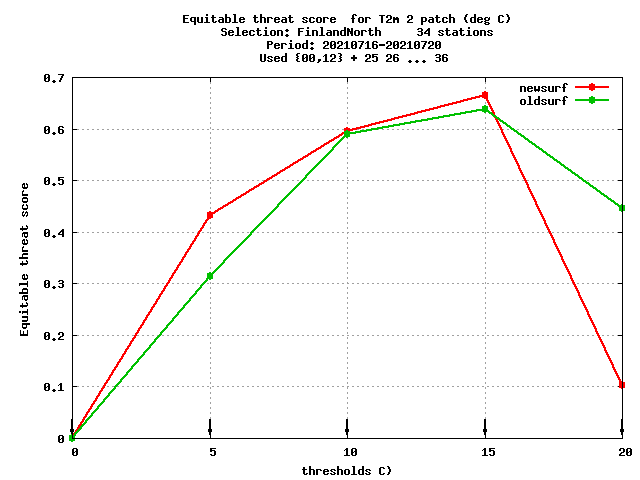 Equitable threat score  for T2m 2 patch (deg C)
Selection: FinlandNorth     34 stations
Period: 20210716-20210720
Used {00,12} + 25 26 ... 36
newsurf
oldsurf
0.7
0.6
0.5
0.4
0.3
0.2
0.1
0
Equitable threat score
0 5 10 15 20
thresholds C)